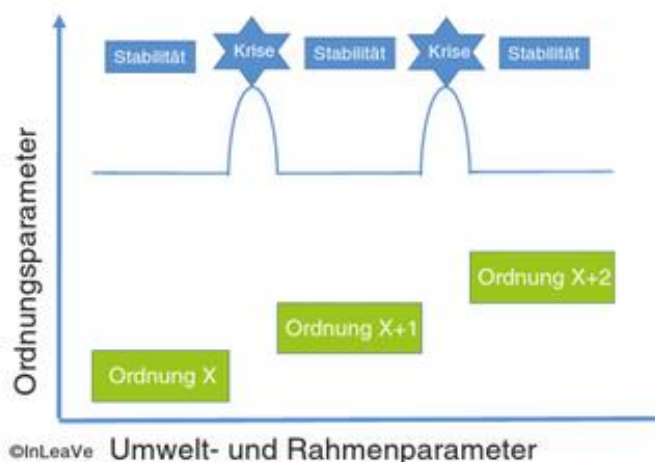 Stabilität
Krise
Stabilität
Krise
Stabilität
Ordnungsparameter
Ordnung X+2
Ordnung X+1
Ordnung X
©InLeaVe Umwelt- und Rahmenparameter